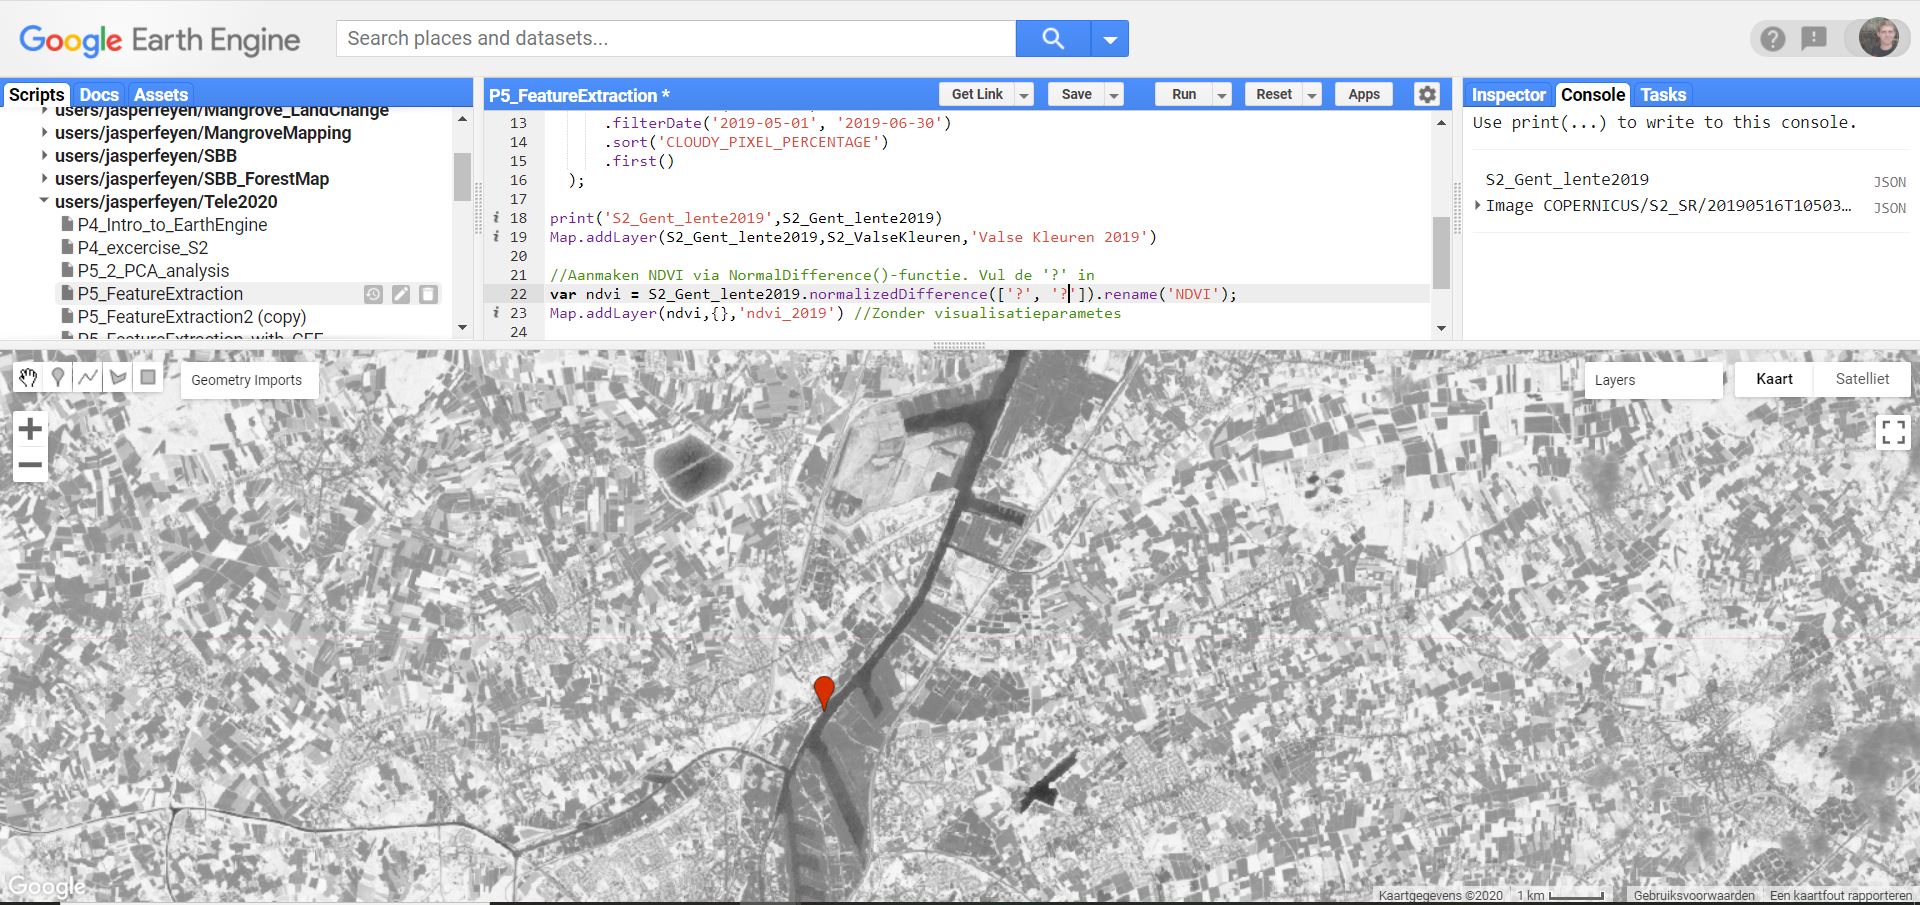 Google Earth Engine
Search places and datasets...
Scripts Docs Assets
users/jasperfeyen/Mangrove_LandChange
users/jasperfeyen/MangroveMapping
users/jasperfeyen/SBB
users/jasperfeyen/SBB_ForestMap
users/jasperfeyen/Tele2020
P4_Intro_to_EarthEngine
P4_excercise_S2
P5_2_PCA_analysis
P5_FeatureExtraction
P5_FeatureExtraction2 (copy)
P5_FeatureExtraction_with_GEE
P5_FeatureExtraction *
Get Link Save Run Reset Apps
13 .filterDate('2019-05-01', '2019-06-30')
14 .sort('CLOUDY_PIXEL_PERCENTAGE')
15 .first()
16 );
17
18 print('S2_Gent_lente2019',S2_Gent_lente2019)
19 Map.addLayer(S2_Gent_lente2019,S2_ValseKleuren,'Valse Kleuren 2019')
20
21 //Aanmaken NDVI via NormalDifference()-functie. Vul de '?' in
22 var ndvi = S2_Gent_lente2019.normalizedDifference(['?', '?']).rename('NDVI');
23 Map.addLayer(ndvi,{},'ndvi_2019') //Zonder visualisatieparametes
24
Inspector Console Tasks
Use print(...) to write to this console.
S2_Gent_lente2019 JSON
Image COPERNICUS/S2_SR/20190516T10503... JSON
Geometry Imports
Layers
Kaart Satelliet
Google
Kaartgegevens ©2020 1 km Gebruiksvoorwaarden Een kaartfout rapporteren